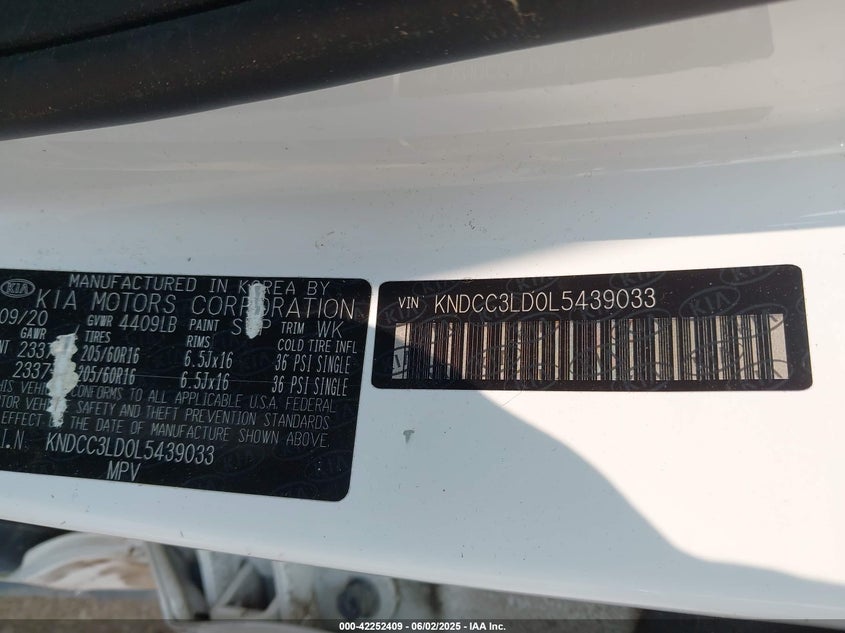 KIA
MANUFACTURED IN KOREA BY
KIA MOTORS CORPORATION
09/20 GVWR 4409LB PAINT TRIM WK
GAWR TIRES RIMS COLD TIRE INFL
205/60R16 6.5Jx16 36 PSI SINGLE
205/60R16 6.5Jx16 36 PSI SINGLE
CONFORMS TO ALL APPLICABLE U.S.A. FEDERAL
SAFETY AND THEFT PREVENTION STANDARDS
EFFECT ON THE DATE OF MANUFACTURE SHOWN ABOVE.
.I.N. KNDCC3LD0L5439033
MPV
VIN KNDCC3LD0L5439033
000-42252409 - 06/02/2025 - © IAA Inc.